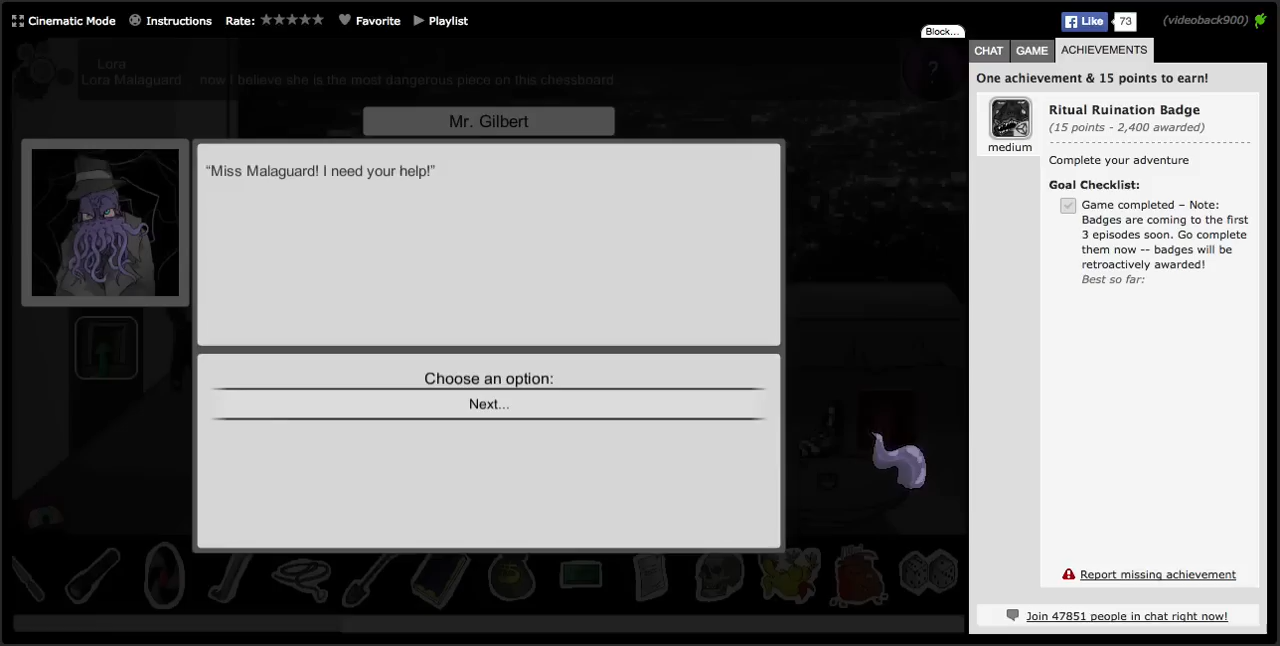 Cinematic Mode Instructions Rate: Favorite Playlist
Like 73 (videoback900)
Block...
CHAT GAME ACHIEVEMENTS
Lora
Lora Malaguard now I believe she is the most dangerous piece on this chessboard
?
Mr. Gilbert
“Miss Malaguard! I need your help!”
Choose an option:
Next...
One achievement & 15 points to earn!
Ritual Ruination Badge
(15 points - 2,400 awarded)
medium
Complete your adventure
Goal Checklist:
Game completed – Note:
Badges are coming to the first
3 episodes soon. Go complete
them now -- badges will be
retroactively awarded!
Best so far:
Report missing achievement
Join 47851 people in chat right now!